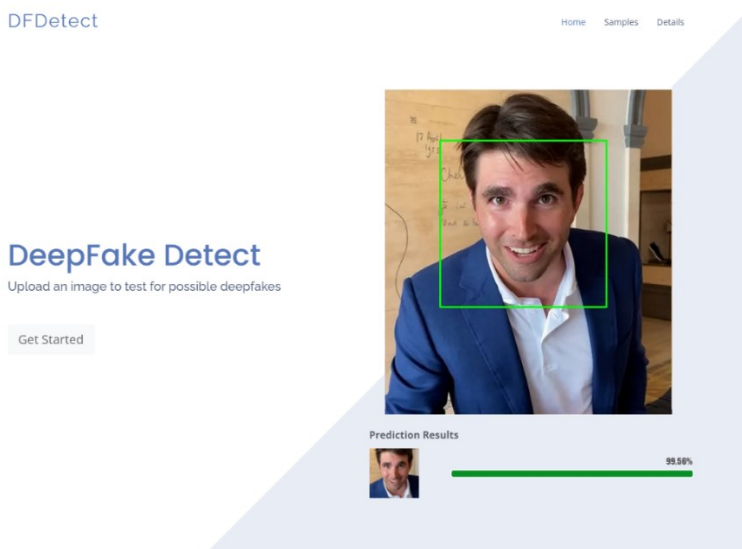 DFDetect
Home Samples Details
DeepFake Detect
Upload an image to test for possible deepfakes
Get Started
Prediction Results
99.56%